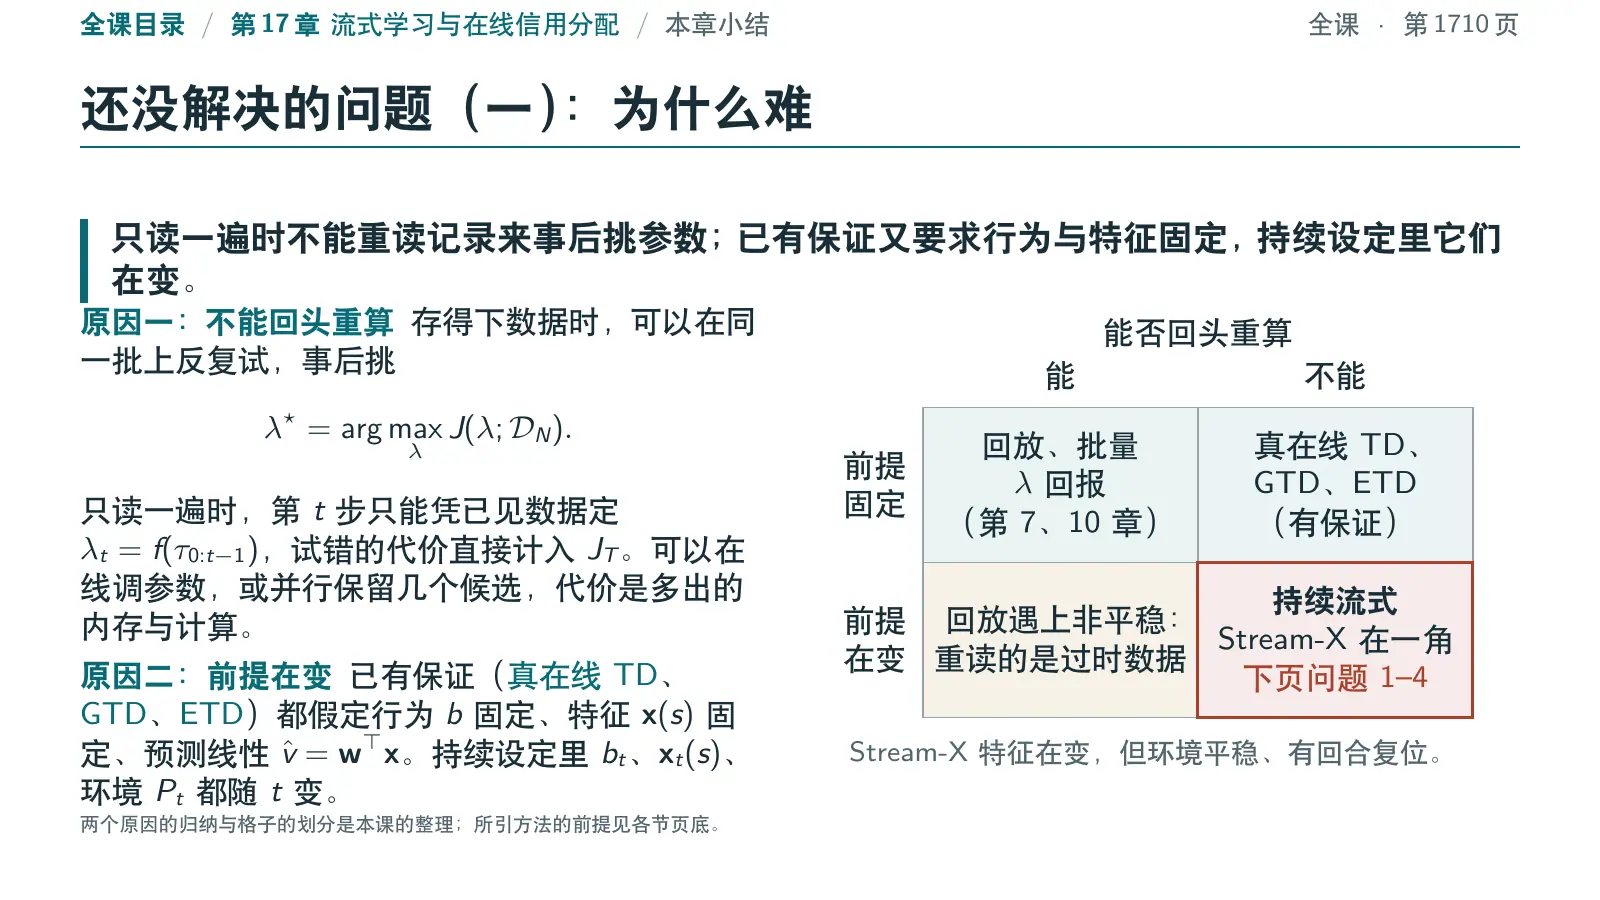 全课目录 / 第 17 章 流式学习与在线信用分配 / 本章小结
全课 · 第 1710 页
还没解决的问题（一）：为什么难
只读一遍时不能重读记录来事后挑参数；已有保证又要求行为与特征固定，持续设定里它们
在变。
原因一：不能回头重算 存得下数据时，可以在同
一批上反复试，事后挑
λ⋆ = arg max_λ J(λ; 𝒟_N).
只读一遍时，第 t 步只能凭已见数据定
λ_t = f(τ_{0:t−1})，试错的代价直接计入 J_T。可以在
线调参数，或并行保留几个候选，代价是多出的
内存与计算。
原因二：前提在变 已有保证（真在线 TD、
GTD、ETD）都假定行为 b 固定、特征 x(s) 固
定、预测线性 v̂ = w⊤x。持续设定里 b_t、x_t(s)、
环境 P_t 都随 t 变。
两个原因的归纳与格子的划分是本课的整理；所引方法的前提见各节页底。
能否回头重算
能 不能
前提
固定
回放、批量
λ 回报
（第 7、10 章）
真在线 TD、
GTD、ETD
（有保证）
前提
在变
回放遇上非平稳：
重读的是过时数据
持续流式
Stream-X 在一角
下页问题 1–4
Stream-X 特征在变，但环境平稳、有回合复位。